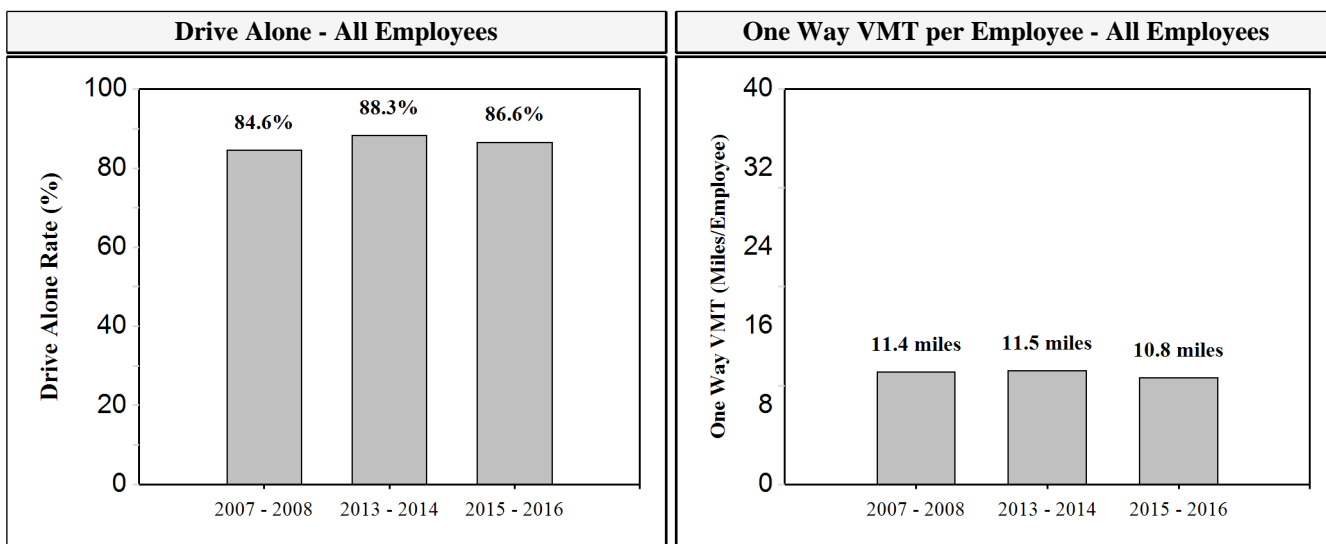 Drive Alone - All Employees
100
80
60
40
20
0
Drive Alone Rate (%)
84.6%
88.3%
86.6%
2007 - 2008
2013 - 2014
2015 - 2016
One Way VMT per Employee - All Employees
40
32
24
16
8
0
One Way VMT (Miles/Employee)
11.4 miles
11.5 miles
10.8 miles
2007 - 2008
2013 - 2014
2015 - 2016